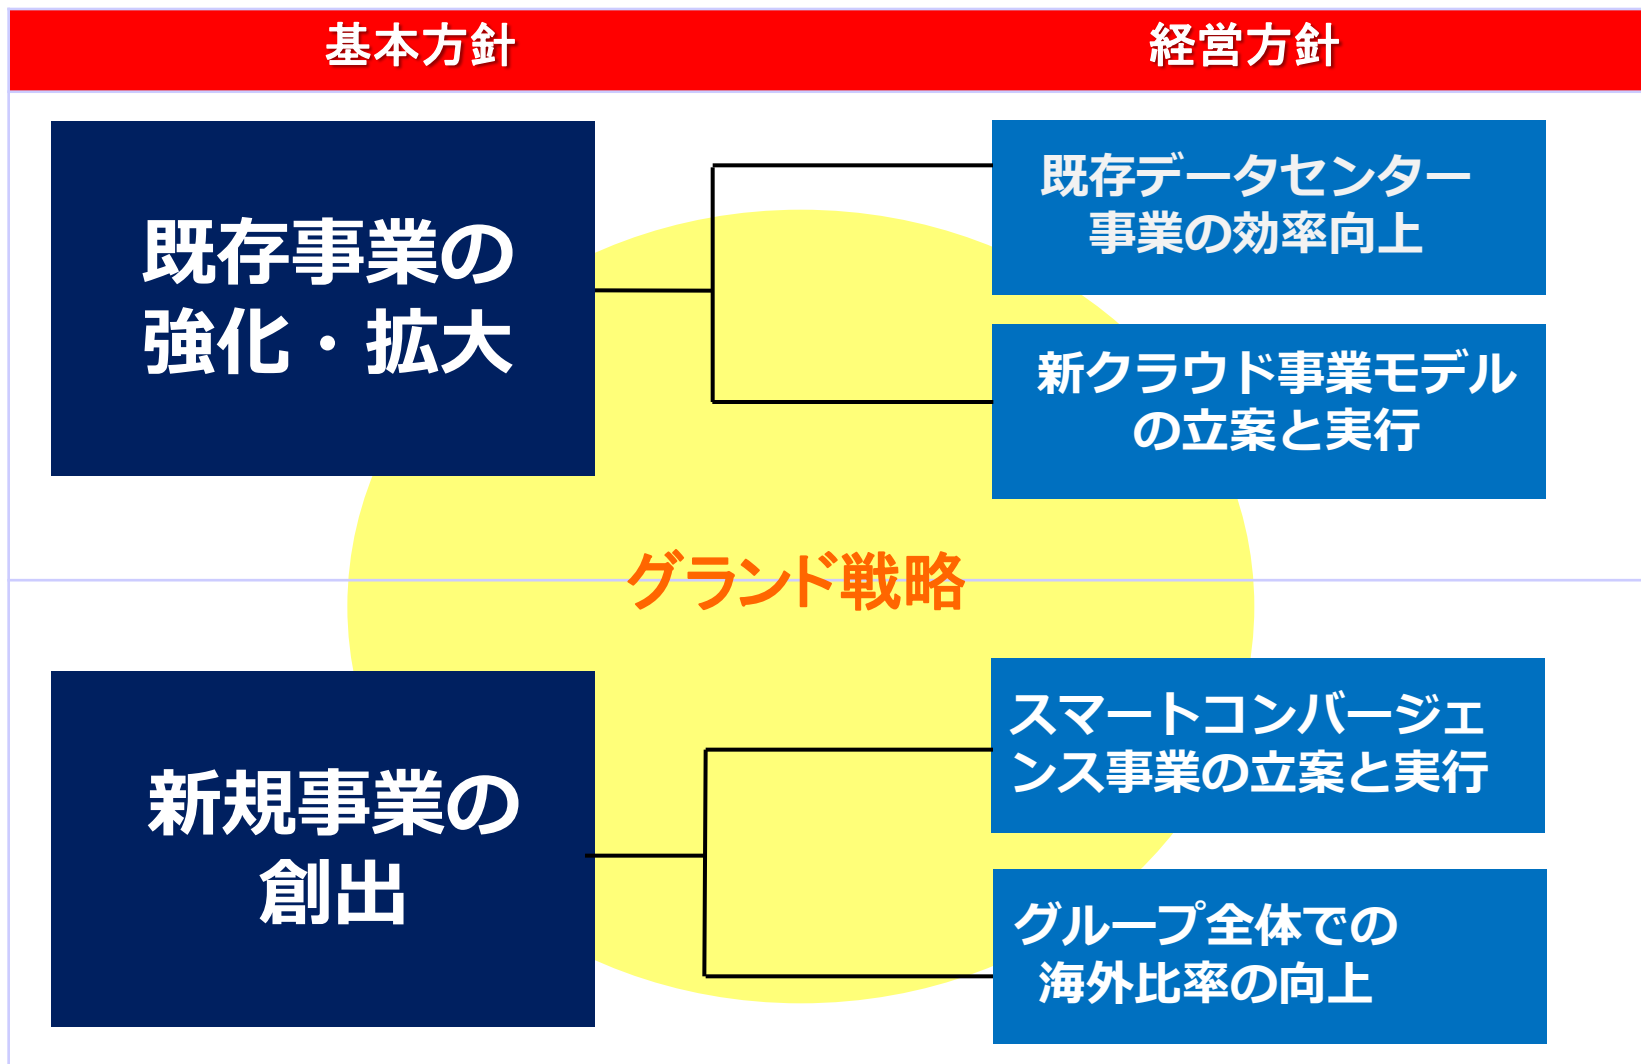 基本方針
経営方針
既存事業の
強化・拡大
既存データセンター
事業の効率向上
新クラウド事業モデル
の立案と実行
グランド戦略
新規事業の
創出
スマートコンバージェ
ンス事業の立案と実行
グループ全体での
海外比率の向上